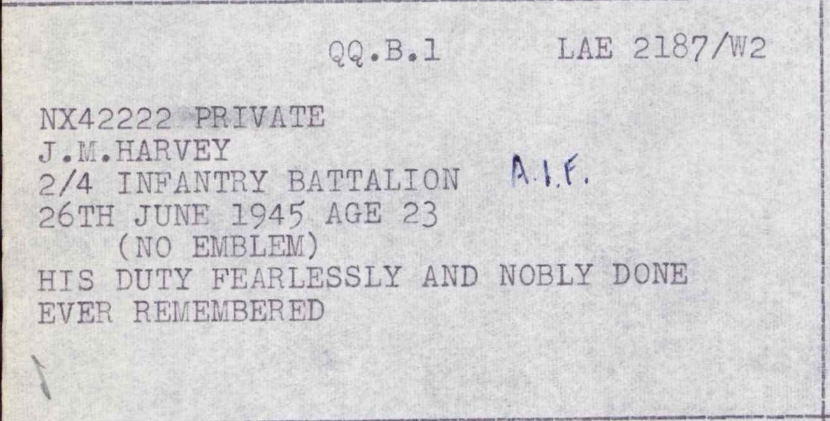 QQ.B.1 LAE 2187/W2
NX42222 PRIVATE
J.M.HARVEY
2/4 INFANTRY BATTALION A.I.F.
26TH JUNE 1945 AGE 23
(NO EMBLEM)
HIS DUTY FEARLESSLY AND NOBLY DONE
EVER REMEMBERED